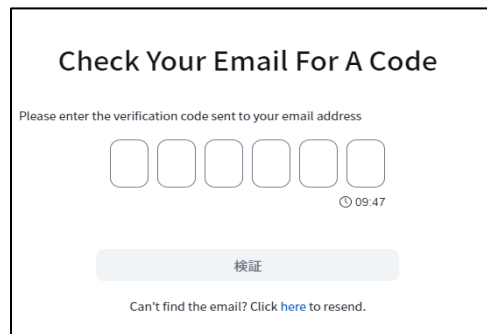 Check Your Email For A Code
Please enter the verification code sent to your email address
09:47
検証
Can't find the email? Click here to resend.